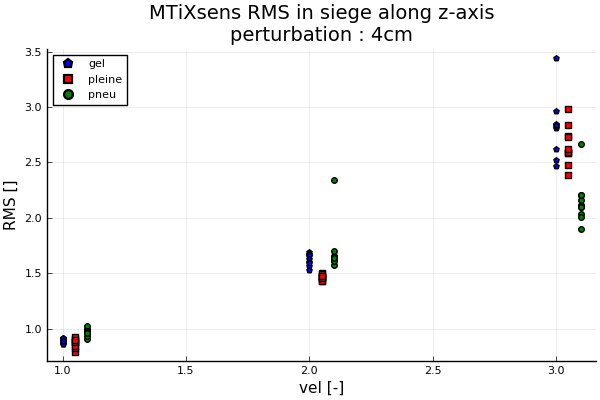 MTiXsens RMS in siege along z-axis
perturbation : 4cm
3.5
3.0
2.5
2.0
1.5
1.0
RMS []
gel
pleine
pneu
1.0
1.5
2.0
2.5
3.0
vel [-]